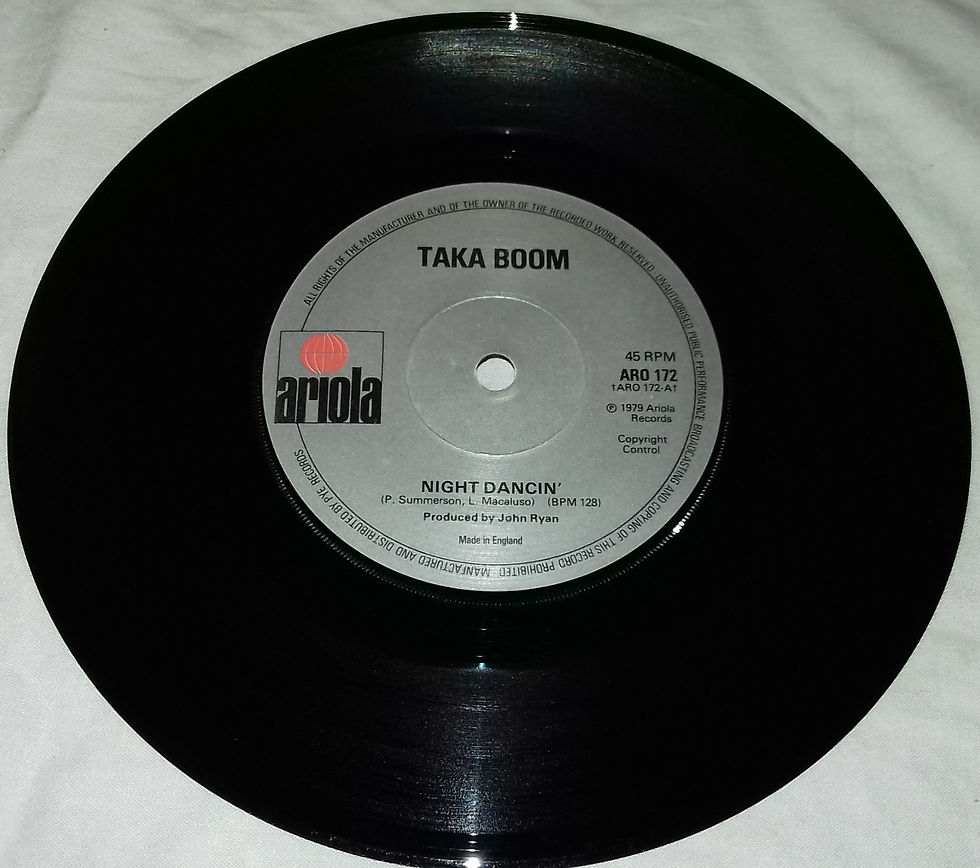 ALL RIGHTS OF THE MANUFACTURER AND OF THE OWNER OF THE RECORDED WORK RESERVED. UNAUTHORISED PUBLIC PERFORMANCE BROADCASTING AND COPYING OF THIS RECORD PROHIBITED. MANFACTURED AND DISTRIBUTED BY PYE RECORDS
TAKA BOOM
ariola
45 RPM
ARO 172
†ARO 172-A†
℗ 1979 Ariola
Records
Copyright
Control
NIGHT DANCIN'
(P. Summerson, L. Macaluso) (BPM 128)
Produced by John Ryan
Made in England